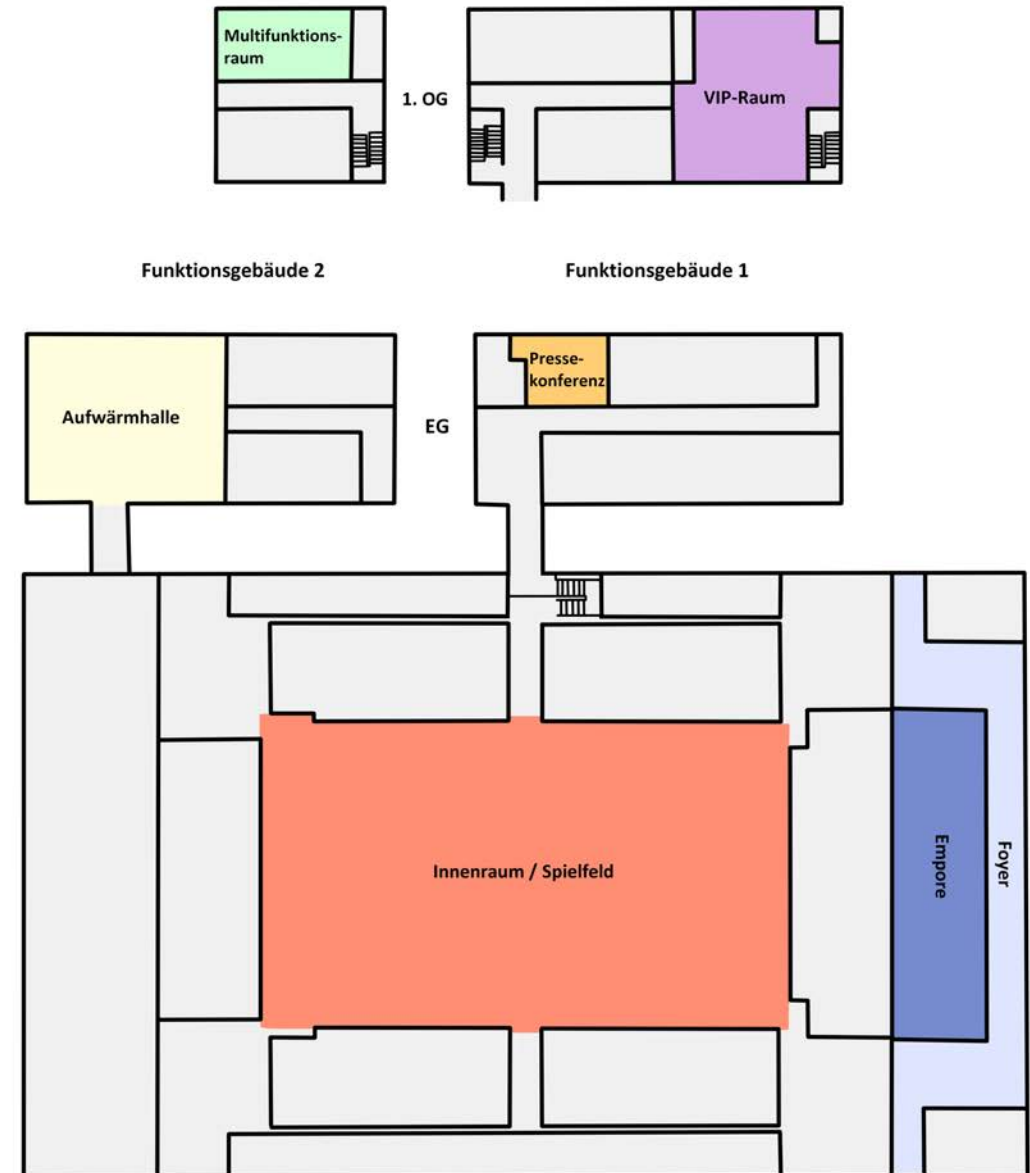 Multifunktions-
raum
1. OG
VIP-Raum
Funktionsgebäude 2
Funktionsgebäude 1
Aufwärmhalle
EG
Presse-
konferenz
Innenraum / Spielfeld
Empore
Foyer